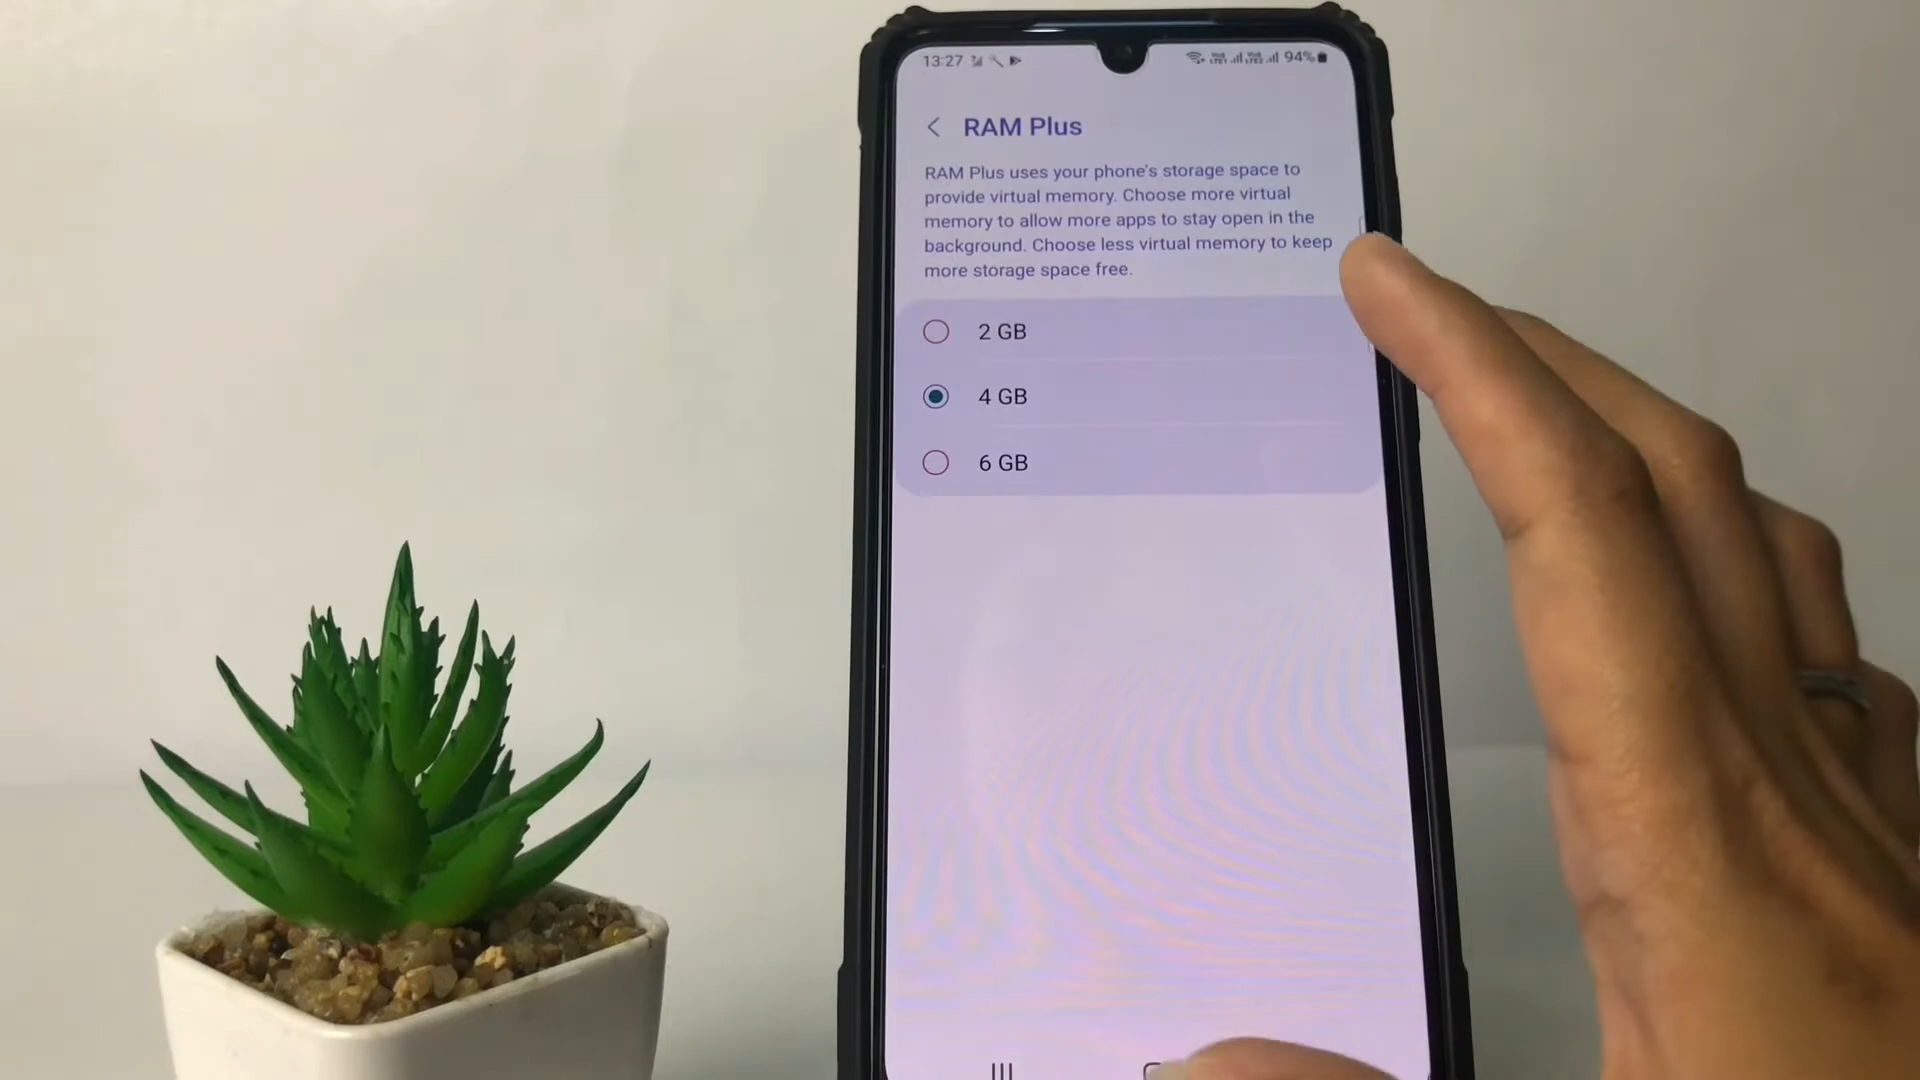 13:27 94%
RAM Plus
RAM Plus uses your phone's storage space to
provide virtual memory. Choose more virtual
memory to allow more apps to stay open in the
background. Choose less virtual memory to keep
more storage space free.
2 GB
4 GB
6 GB